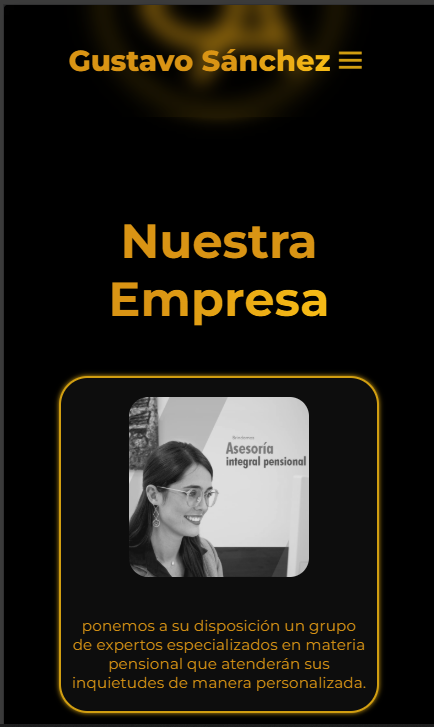 Gustavo Sánchez
Nuestra
Empresa
Asesoría
integral pensional
ponemos a su disposición un grupo
de expertos especializados en materia
pensional que atenderán sus
inquietudes de manera personalizada.